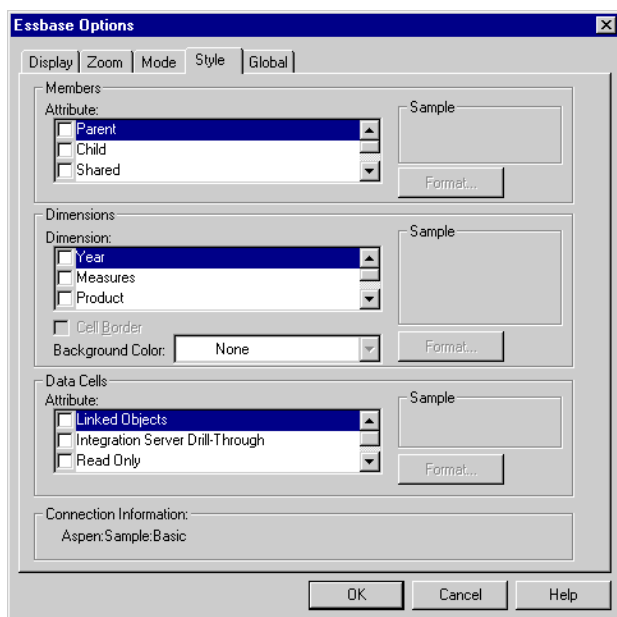 Essbase Options
Display Zoom Mode Style Global
Members
Attribute:
Parent
Child
Shared
Sample
Format...
Dimensions
Dimension:
Year
Measures
Product
Cell Border
Background Color: None
Sample
Format...
Data Cells
Attribute:
Linked Objects
Integration Server Drill-Through
Read Only
Sample
Format...
Connection Information:
Aspen:Sample:Basic
OK Cancel Help